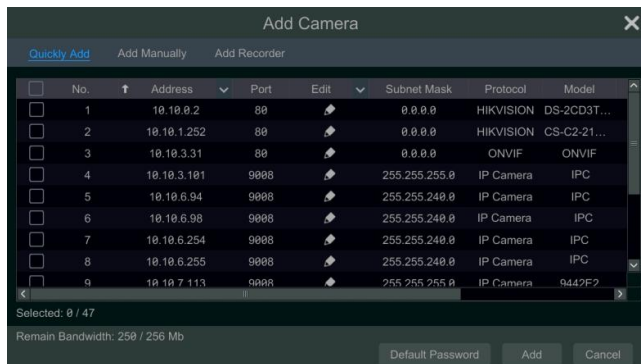 Add Camera
Quickly Add Add Manually Add Recorder
No. Address Port Edit Subnet Mask Protocol Model
1 10.10.0.2 80 0.0.0.0 HIKVISION DS-2CD3T...
2 10.10.1.252 80 0.0.0.0 HIKVISION CS-C2-21...
3 10.10.3.31 80 0.0.0.0 ONVIF ONVIF
4 10.10.3.101 9008 255.255.255.0 IP Camera IPC
5 10.10.6.94 9008 255.255.240.0 IP Camera IPC
6 10.10.6.98 9008 255.255.240.0 IP Camera IPC
7 10.10.6.254 9008 255.255.240.0 IP Camera IPC
8 10.10.6.255 9008 255.255.240.0 IP Camera IPC
9 10.10.7.113 9008 255.255.255.0 IP Camera 9442E2
Selected: 0 / 47
Remain Bandwidth: 250 / 256 Mb
Default Password Add Cancel